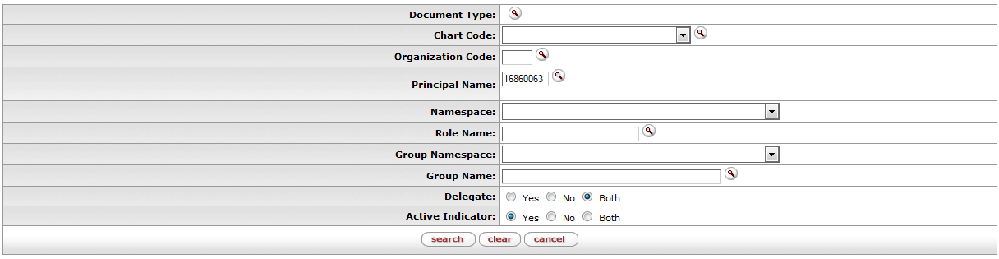 Document Type:
Chart Code:
Organization Code:
Principal Name: 16860063
Namespace:
Role Name:
Group Namespace:
Group Name:
Delegate: Yes No Both
Active Indicator: Yes No Both
search clear cancel